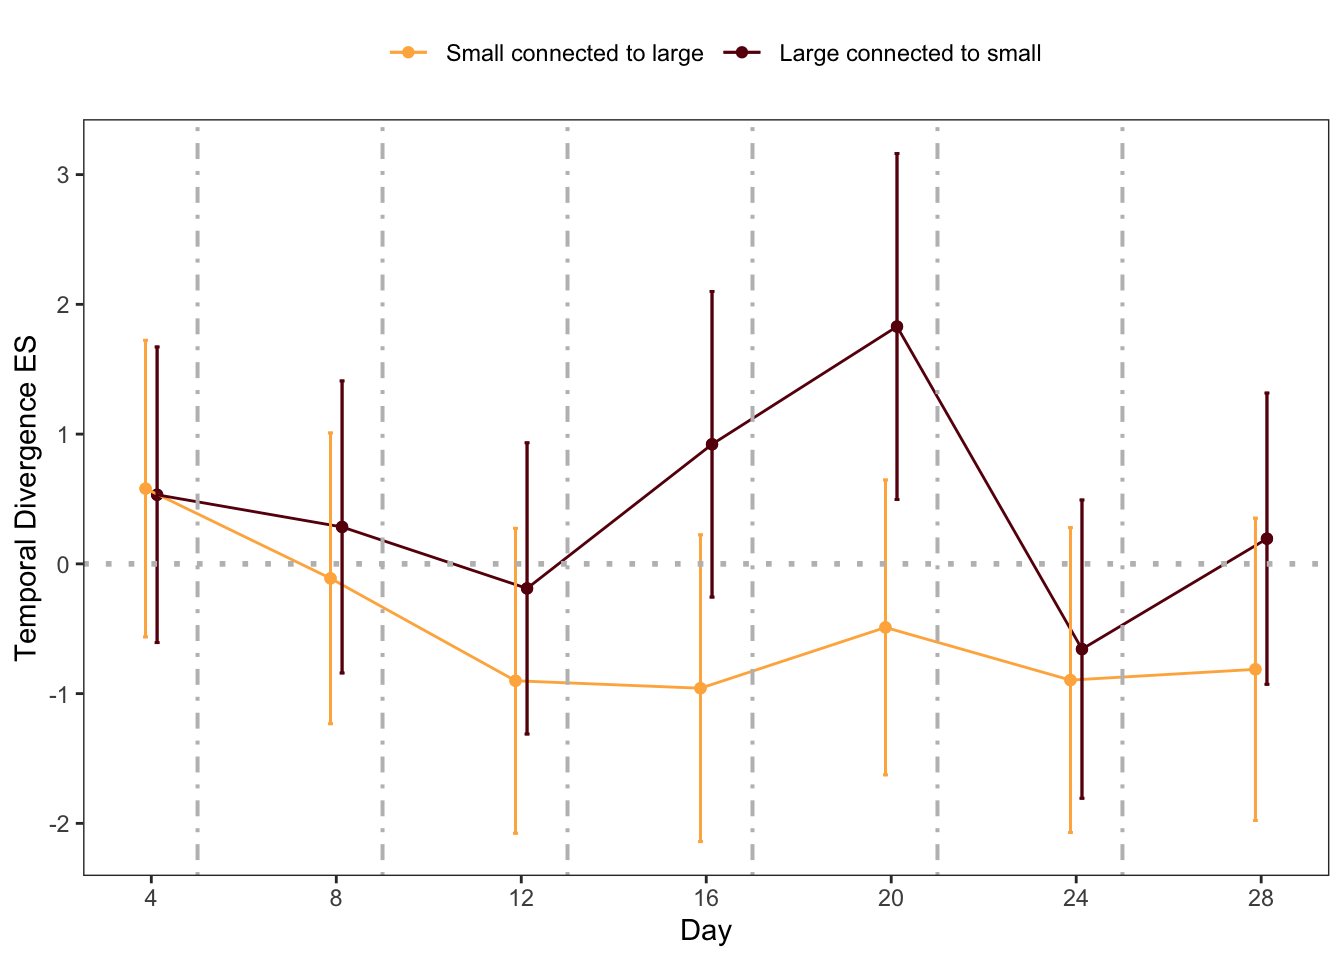 Small connected to large
Large connected to small
3
2
1
0
-1
-2
Temporal Divergence ES
4 8 12 16 20 24 28
Day